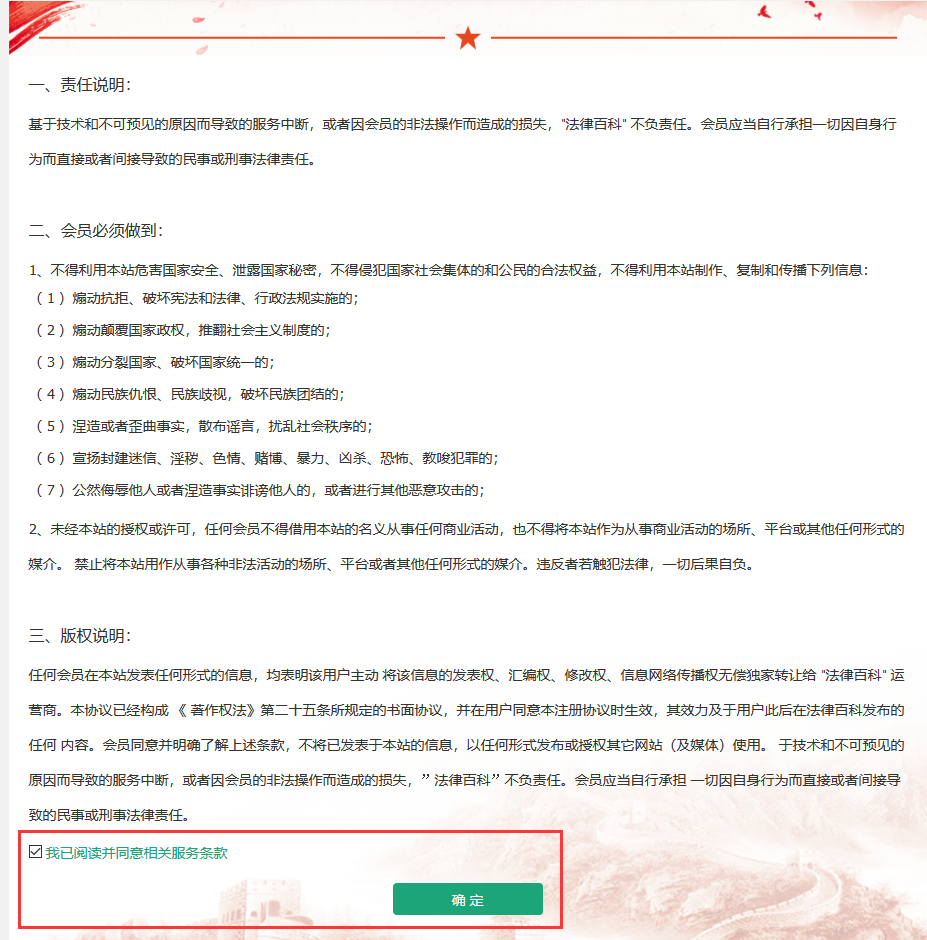 一、责任说明：
基于技术和不可预见的原因而导致的服务中断，或者因会员的非法操作而造成的损失，"法律百科" 不负责任。会员应当自行承担一切因自身行
为而直接或者间接导致的民事或刑事法律责任。
二、会员必须做到：
1、不得利用本站危害国家安全、泄露国家秘密，不得侵犯国家社会集体的和公民的合法权益，不得利用本站制作、复制和传播下列信息：
（ 1 ）煽动抗拒、破坏宪法和法律、行政法规实施的；
（ 2 ）煽动颠覆国家政权，推翻社会主义制度的；
（ 3 ）煽动分裂国家、破坏国家统一的；
（ 4 ）煽动民族仇恨、民族歧视，破坏民族团结的；
（ 5 ）涅造或者歪曲事实，散布谣言，扰乱社会秩序的；
（ 6 ）宣扬封建迷信、淫秽、色情、赌博、暴力、凶杀、恐怖、教唆犯罪的；
（ 7 ）公然侮辱他人或者涅造事实诽谤他人的，或者进行其他恶意攻击的；
2、未经本站的授权或许可，任何会员不得借用本站的名义从事任何商业活动，也不得将本站作为从事商业活动的场所、平台或其他任何形式的
媒介。 禁止将本站用作从事各种非法活动的场所、平台或者其他任何形式的媒介。违反者若触犯法律，一切后果自负。
三、版权说明：
任何会员在本站发表任何形式的信息，均表明该用户主动 将该信息的发表权、汇编权、修改权、信息网络传播权无偿独家转让给 "法律百科" 运
营商。本协议已经构成 《 著作权法》第二十五条所规定的书面协议，并在用户同意本注册协议时生效，其效力及于用户此后在法律百科发布的
任何 内容。会员同意并明确了解上述条款，不将已发表于本站的信息，以任何形式发布或授权其它网站（及媒体）使用。 于技术和不可预见的
原因而导致的服务中断，或者因会员的非法操作而造成的损失，” 法律百科” 不负责任。会员应当自行承担 一切因自身行为而直接或者间接导
致的民事或刑事法律责任。
我已阅读并同意相关服务条款
确 定